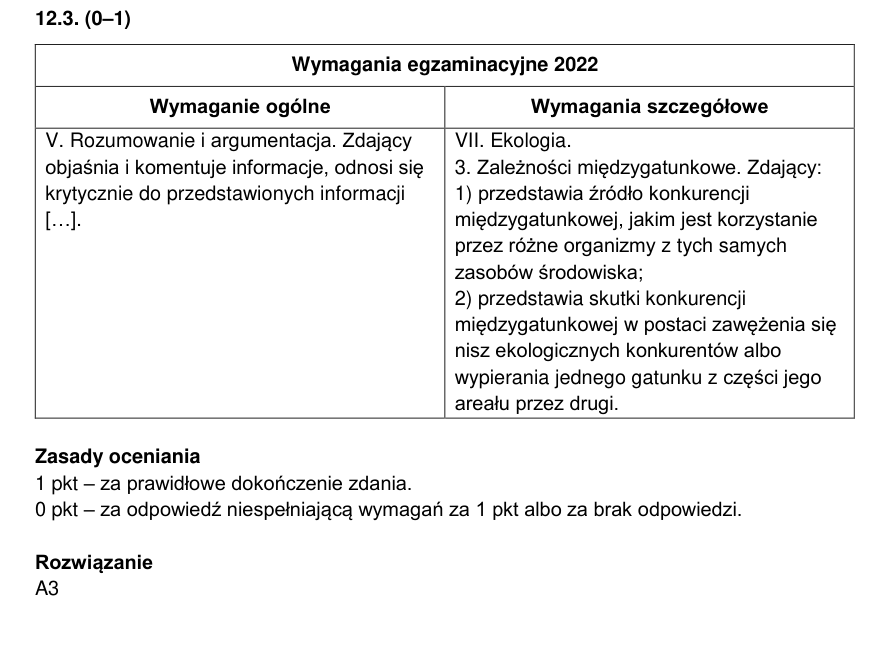 12.3. (0–1)
Wymagania egzaminacyjne 2022
Wymaganie ogólne
Wymagania szczegółowe
V. Rozumowanie i argumentacja. Zdający
objaśnia i komentuje informacje, odnosi się
krytycznie do przedstawionych informacji
[…].
VII. Ekologia.
3. Zależności międzygatunkowe. Zdający:
1) przedstawia źródło konkurencji
międzygatunkowej, jakim jest korzystanie
przez różne organizmy z tych samych
zasobów środowiska;
2) przedstawia skutki konkurencji
międzygatunkowej w postaci zawężenia się
nisz ekologicznych konkurentów albo
wypierania jednego gatunku z części jego
areału przez drugi.
Zasady oceniania
1 pkt – za prawidłowe dokończenie zdania.
0 pkt – za odpowiedź niespełniającą wymagań za 1 pkt albo za brak odpowiedzi.
Rozwiązanie
A3